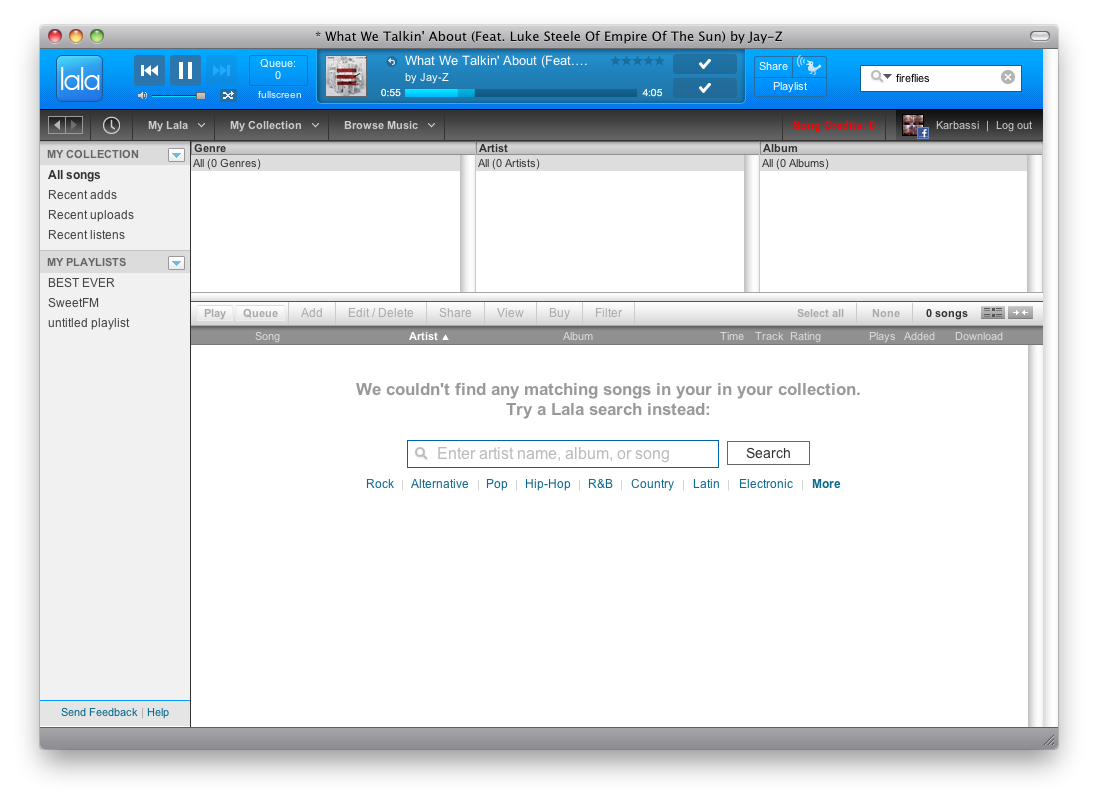 * What We Talkin' About (Feat. Luke Steele Of Empire Of The Sun) by Jay-Z
lala
Queue:
0
fullscreen
What We Talkin' About (Feat....
by Jay-Z
0:55
4:05
Share
Playlist
fireflies
My Lala
My Collection
Browse Music
Song Credits: 0
Karbassi | Log out
MY COLLECTION
All songs
Recent adds
Recent uploads
Recent listens
MY PLAYLISTS
BEST EVER
SweetFM
untitled playlist
Send Feedback | Help
Genre
Artist
Album
All (0 Genres)
All (0 Artists)
All (0 Albums)
Play
Queue
Add
Edit / Delete
Share
View
Buy
Filter
Select all
None
0 songs
Song
Artist ▲
Album
Time
Track
Rating
Plays
Added
Download
We couldn't find any matching songs in your in your collection.
Try a Lala search instead:
Enter artist name, album, or song
Search
Rock | Alternative | Pop | Hip-Hop | R&B | Country | Latin | Electronic | More